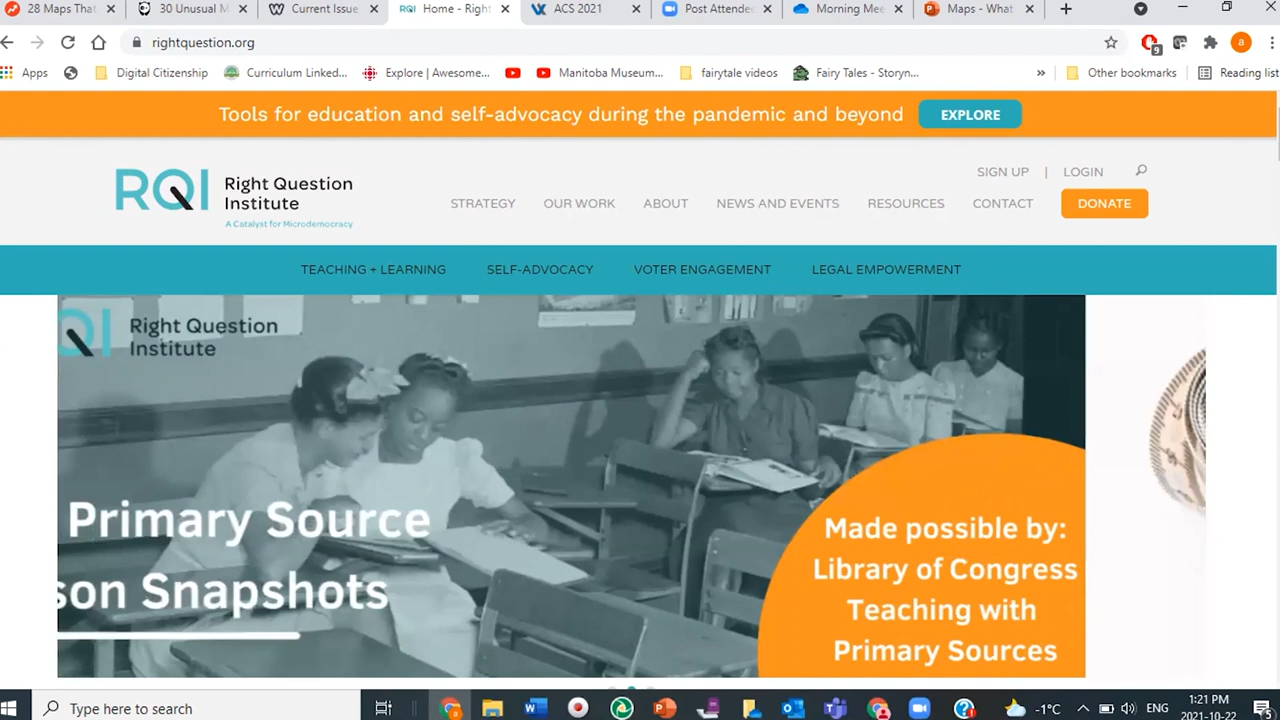 28 Maps That
30 Unusual M
Current Issue
Home - Right
ACS 2021
Post Attende
Morning Mee
Maps - What
rightquestion.org
9
a
Apps
Digital Citizenship
Curriculum Linked...
Explore | Awesome...
Manitoba Museum...
fairytale videos
Fairy Tales - Storyn...
»
Other bookmarks
Reading list
Tools for education and self-advocacy during the pandemic and beyond
EXPLORE
SIGN UP | LOGIN
RQI Right Question
Institute
A Catalyst for Microdemocracy
STRATEGY
OUR WORK
ABOUT
NEWS AND EVENTS
RESOURCES
CONTACT
DONATE
TEACHING + LEARNING
SELF-ADVOCACY
VOTER ENGAGEMENT
LEGAL EMPOWERMENT
QI Right Question
Institute
Primary Source
son Snapshots
Made possible by:
Library of Congress
Teaching with
Primary Sources
Type here to search
-1°C
ENG
1:21 PM
2021-10-22